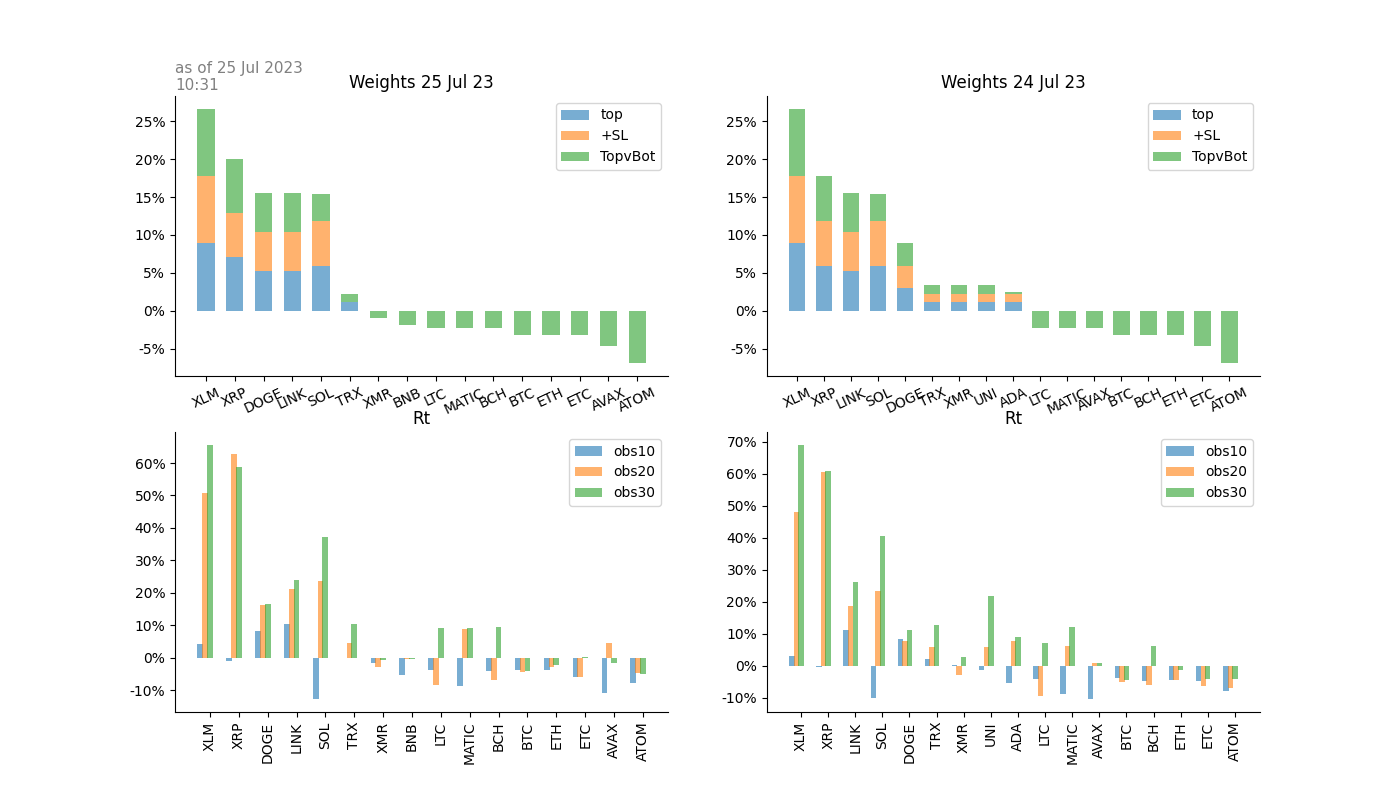 as of 25 Jul 2023
10:31
Weights 25 Jul 23
25%
20%
15%
10%
5%
0%
-5%
top
+SL
TopvBot
XLM XRP DOGE LINK SOL TRX XMR BNB LTC MATIC BCH BTC ETH ETC AVAX ATOM
Weights 24 Jul 23
25%
20%
15%
10%
5%
0%
-5%
top
+SL
TopvBot
XLM XRP LINK SOL DOGE TRX XMR UNI ADA LTC MATIC AVAX BTC BCH ETH ETC ATOM
Rt
60%
50%
40%
30%
20%
10%
0%
-10%
obs10
obs20
obs30
XLM XRP DOGE LINK SOL TRX XMR BNB LTC MATIC BCH BTC ETH ETC AVAX ATOM
Rt
70%
60%
50%
40%
30%
20%
10%
0%
-10%
obs10
obs20
obs30
XLM XRP LINK SOL DOGE TRX XMR UNI ADA LTC MATIC AVAX BTC BCH ETH ETC ATOM